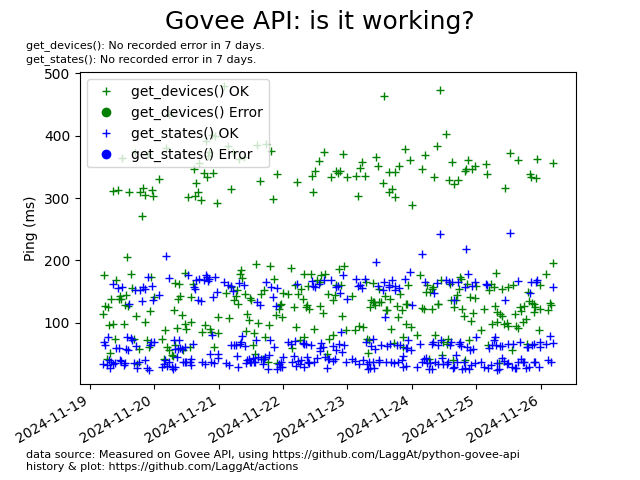 Govee API: is it working?
get_devices(): No recorded error in 7 days.
get_states(): No recorded error in 7 days.
500
400
300
200
100
Ping (ms)
get_devices() OK
get_devices() Error
get_states() OK
get_states() Error
2024-11-19
2024-11-20
2024-11-21
2024-11-22
2024-11-23
2024-11-24
2024-11-25
2024-11-26
data source: Measured on Govee API, using https://github.com/LaggAt/python-govee-api
history & plot: https://github.com/LaggAt/actions